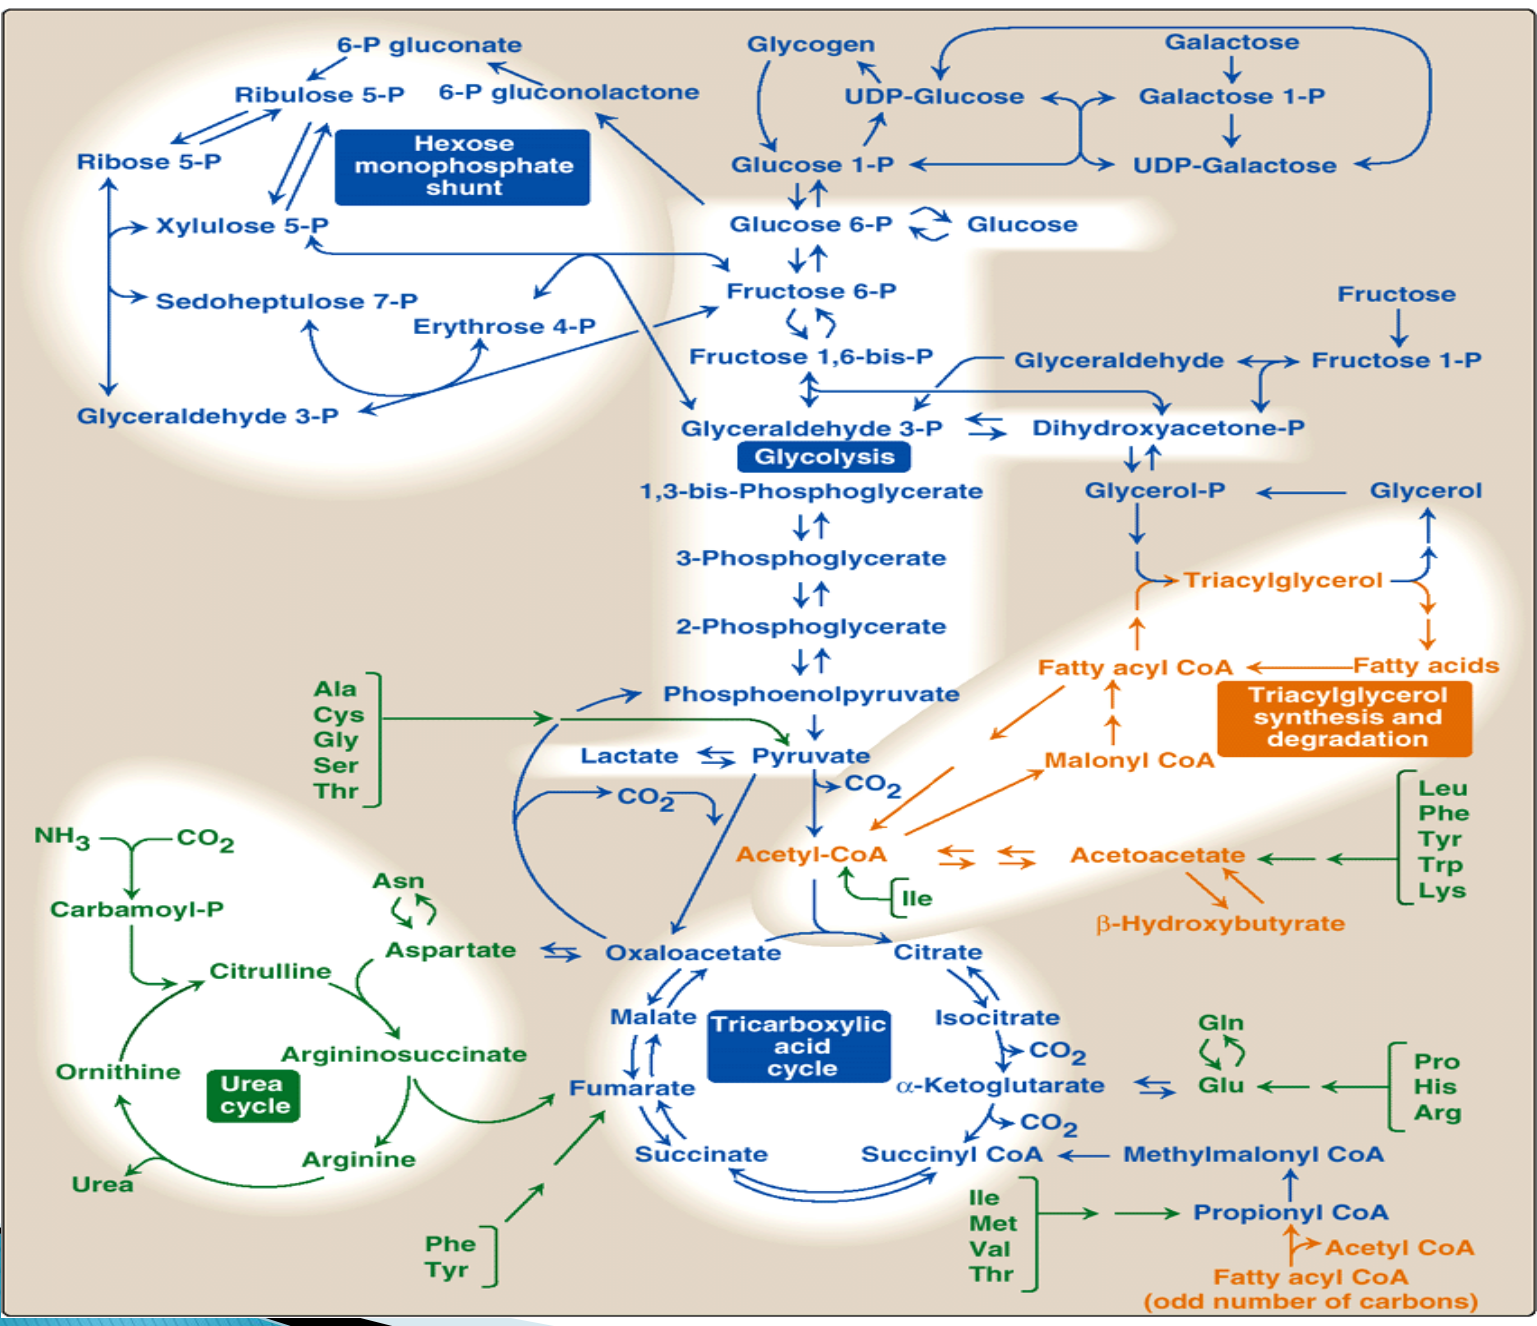 6-P gluconate
Ribulose 5-P
6-P gluconolactone
Hexose
monophosphate
shunt
Ribose 5-P
Xylulose 5-P
Sedoheptulose 7-P
Erythrose 4-P
Glyceraldehyde 3-P
Glycogen
UDP-Glucose
Glucose 1-P
Galactose
Galactose 1-P
UDP-Galactose
Glucose 6-P
Glucose
Fructose 6-P
Fructose 1,6-bis-P
Fructose
Glyceraldehyde
Fructose 1-P
Glyceraldehyde 3-P
Dihydroxyacetone-P
Glycolysis
1,3-bis-Phosphoglycerate
Glycerol-P
Glycerol
3-Phosphoglycerate
Triacylglycerol
2-Phosphoglycerate
Fatty acyl CoA
Fatty acids
Triacylglycerol
synthesis and
degradation
Phosphoenolpyruvate
Malonyl CoA
Ala
Cys
Gly
Ser
Thr
Lactate
Pyruvate
CO2
CO2
Acetyl-CoA
Acetoacetate
β-Hydroxybutyrate
Leu
Phe
Tyr
Trp
Lys
Ile
NH3
CO2
Carbamoyl-P
Asn
Aspartate
Citrulline
Argininosuccinate
Ornithine
Urea
cycle
Arginine
Urea
Oxaloacetate
Citrate
Malate
Tricarboxylic
acid
cycle
Isocitrate
CO2
Fumarate
α-Ketoglutarate
CO2
Succinate
Succinyl CoA
Gln
Glu
Pro
His
Arg
Methylmalonyl CoA
Phe
Tyr
Ile
Met
Val
Thr
Propionyl CoA
Acetyl CoA
Fatty acyl CoA
(odd number of carbons)